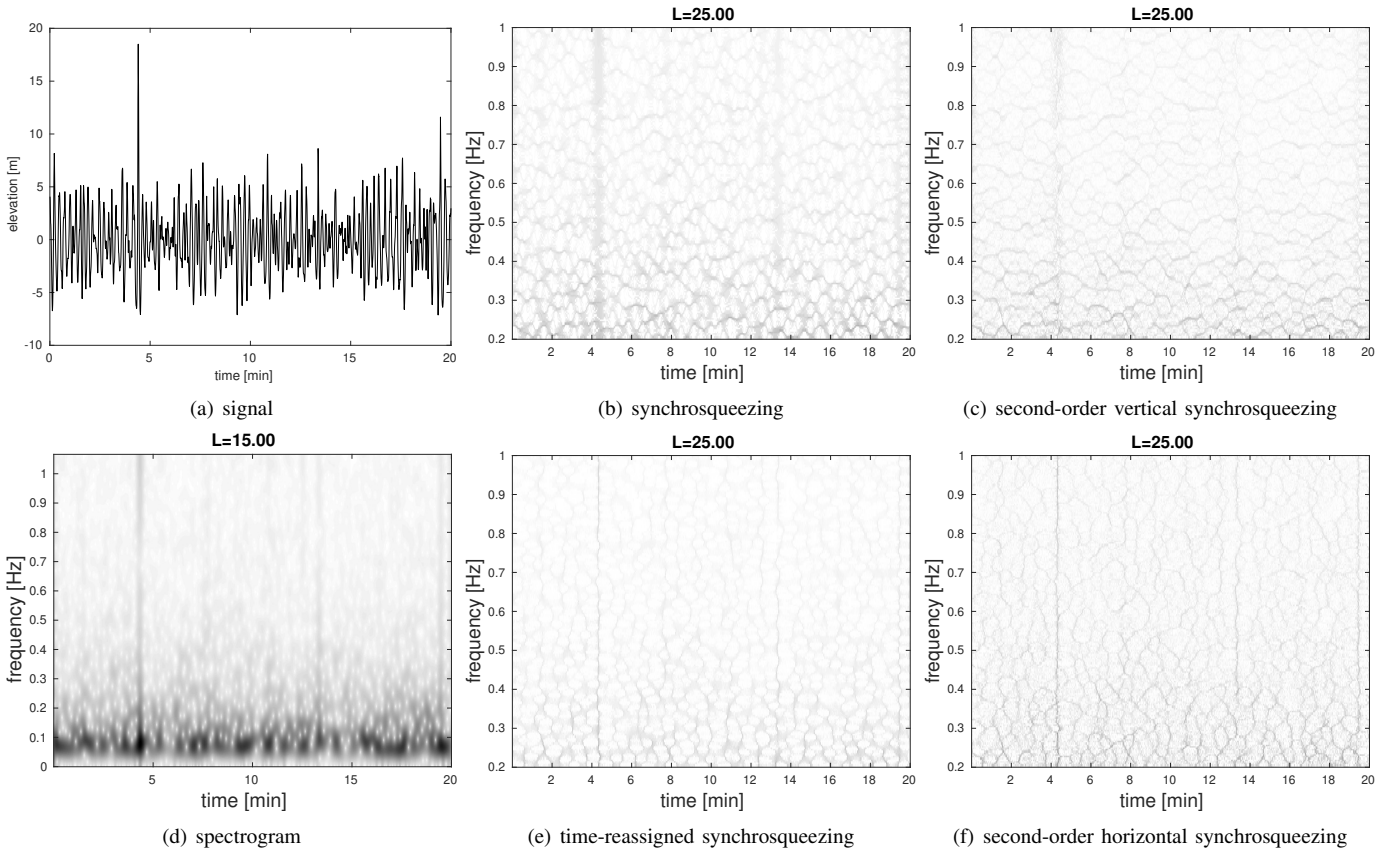 20
15
10
5
0
-5
-10
elevation [m]
0 5 10 15 20
time [min]
(a) signal
L=25.00
1
0.9
0.8
0.7
0.6
0.5
0.4
0.3
0.2
frequency [Hz]
2 4 6 8 10 12 14 16 18 20
time [min]
(b) synchrosqueezing
L=25.00
1
0.9
0.8
0.7
0.6
0.5
0.4
0.3
0.2
frequency [Hz]
2 4 6 8 10 12 14 16 18 20
time [min]
(c) second-order vertical synchrosqueezing
L=15.00
1
0.9
0.8
0.7
0.6
0.5
0.4
0.3
0.2
0.1
0
frequency [Hz]
5 10 15 20
time [min]
(d) spectrogram
L=25.00
1
0.9
0.8
0.7
0.6
0.5
0.4
0.3
0.2
frequency [Hz]
2 4 6 8 10 12 14 16 18 20
time [min]
(e) time-reassigned synchrosqueezing
L=25.00
1
0.9
0.8
0.7
0.6
0.5
0.4
0.3
0.2
frequency [Hz]
2 4 6 8 10 12 14 16 18 20
time [min]
(f) second-order horizontal synchrosqueezing